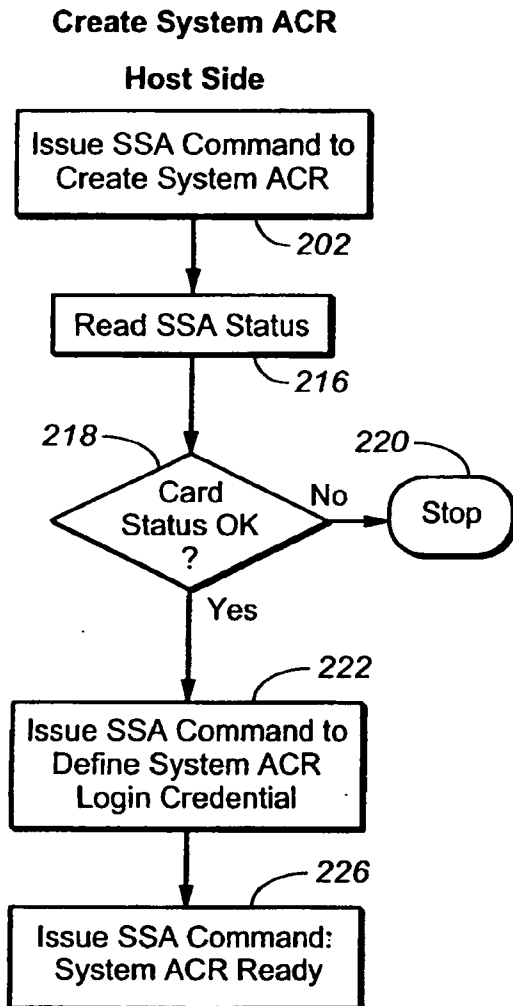 Create System ACR
Host Side
Issue SSA Command to
Create System ACR
202
Read SSA Status
216
218
220
Card
Status OK
?
No
Stop
Yes
222
Issue SSA Command to
Define System ACR
Login Credential
226
Issue SSA Command:
System ACR Ready